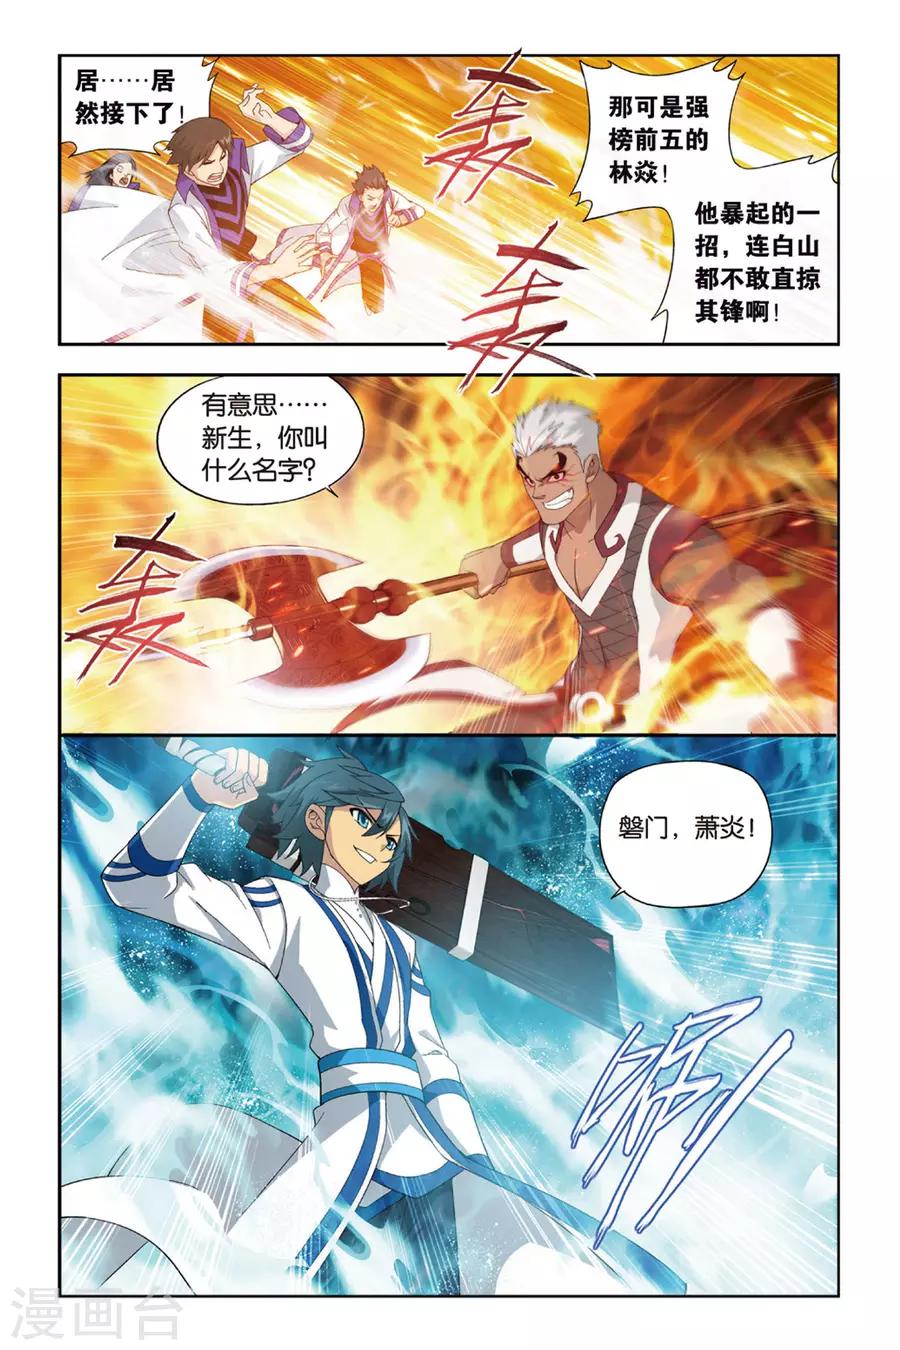 居……居
然接下了！
轰
那可是强
榜前五的
林焱！
他暴起的一
招，连白山
都不敢直掠
其锋啊！
轰
有意思……
新生，你叫
什么名字？
轰
磐门，萧炎！
漫画台